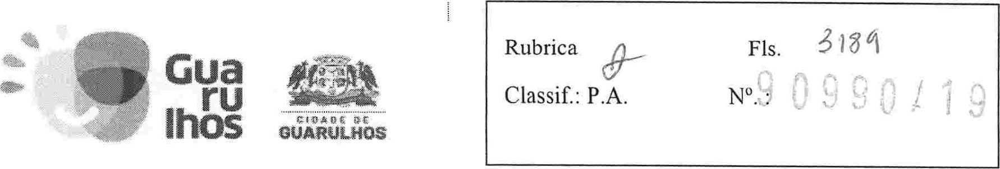 Gua
ru
lhos
CIDADE DE
GUARULHOS
Rubrica
Fls. 3189
Classif.: P.A.
Nº.: 90990/19